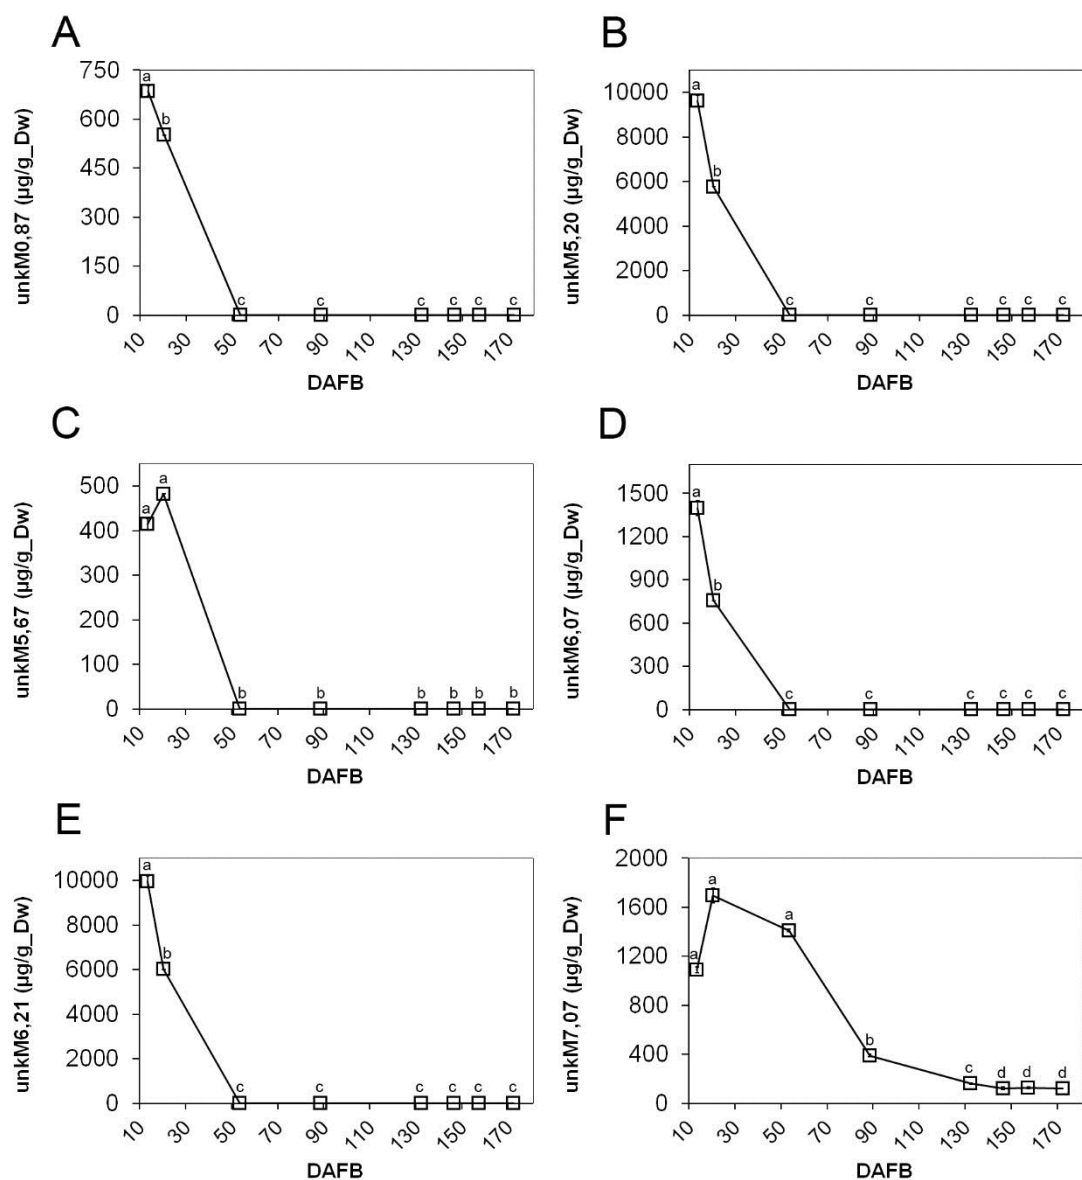 A
unkM0,87 (µg/g_Dw)
750
600
450
300
150
0
a
b
c c c c c c
10 30 50 70 90 110 130 150 170
DAFB
B
unkM5,20 (µg/g_Dw)
10000
8000
6000
4000
2000
0
a
b
c c c c c c
10 30 50 70 90 110 130 150 170
DAFB
C
unkM5,67 (µg/g_Dw)
500
400
300
200
100
0
a
a
b b b b b b
10 30 50 70 90 110 130 150 170
DAFB
D
unkM6,07 (µg/g_Dw)
1500
1200
900
600
300
0
a
b
c c c c c c
10 30 50 70 90 110 130 150 170
DAFB
E
unkM6,21 (µg/g_Dw)
10000
8000
6000
4000
2000
0
a
b
c c c c c c
10 30 50 70 90 110 130 150 170
DAFB
F
unkM7,07 (µg/g_Dw)
2000
1600
1200
800
400
0
a
a
a
b
c d d d
10 30 50 70 90 110 130 150 170
DAFB